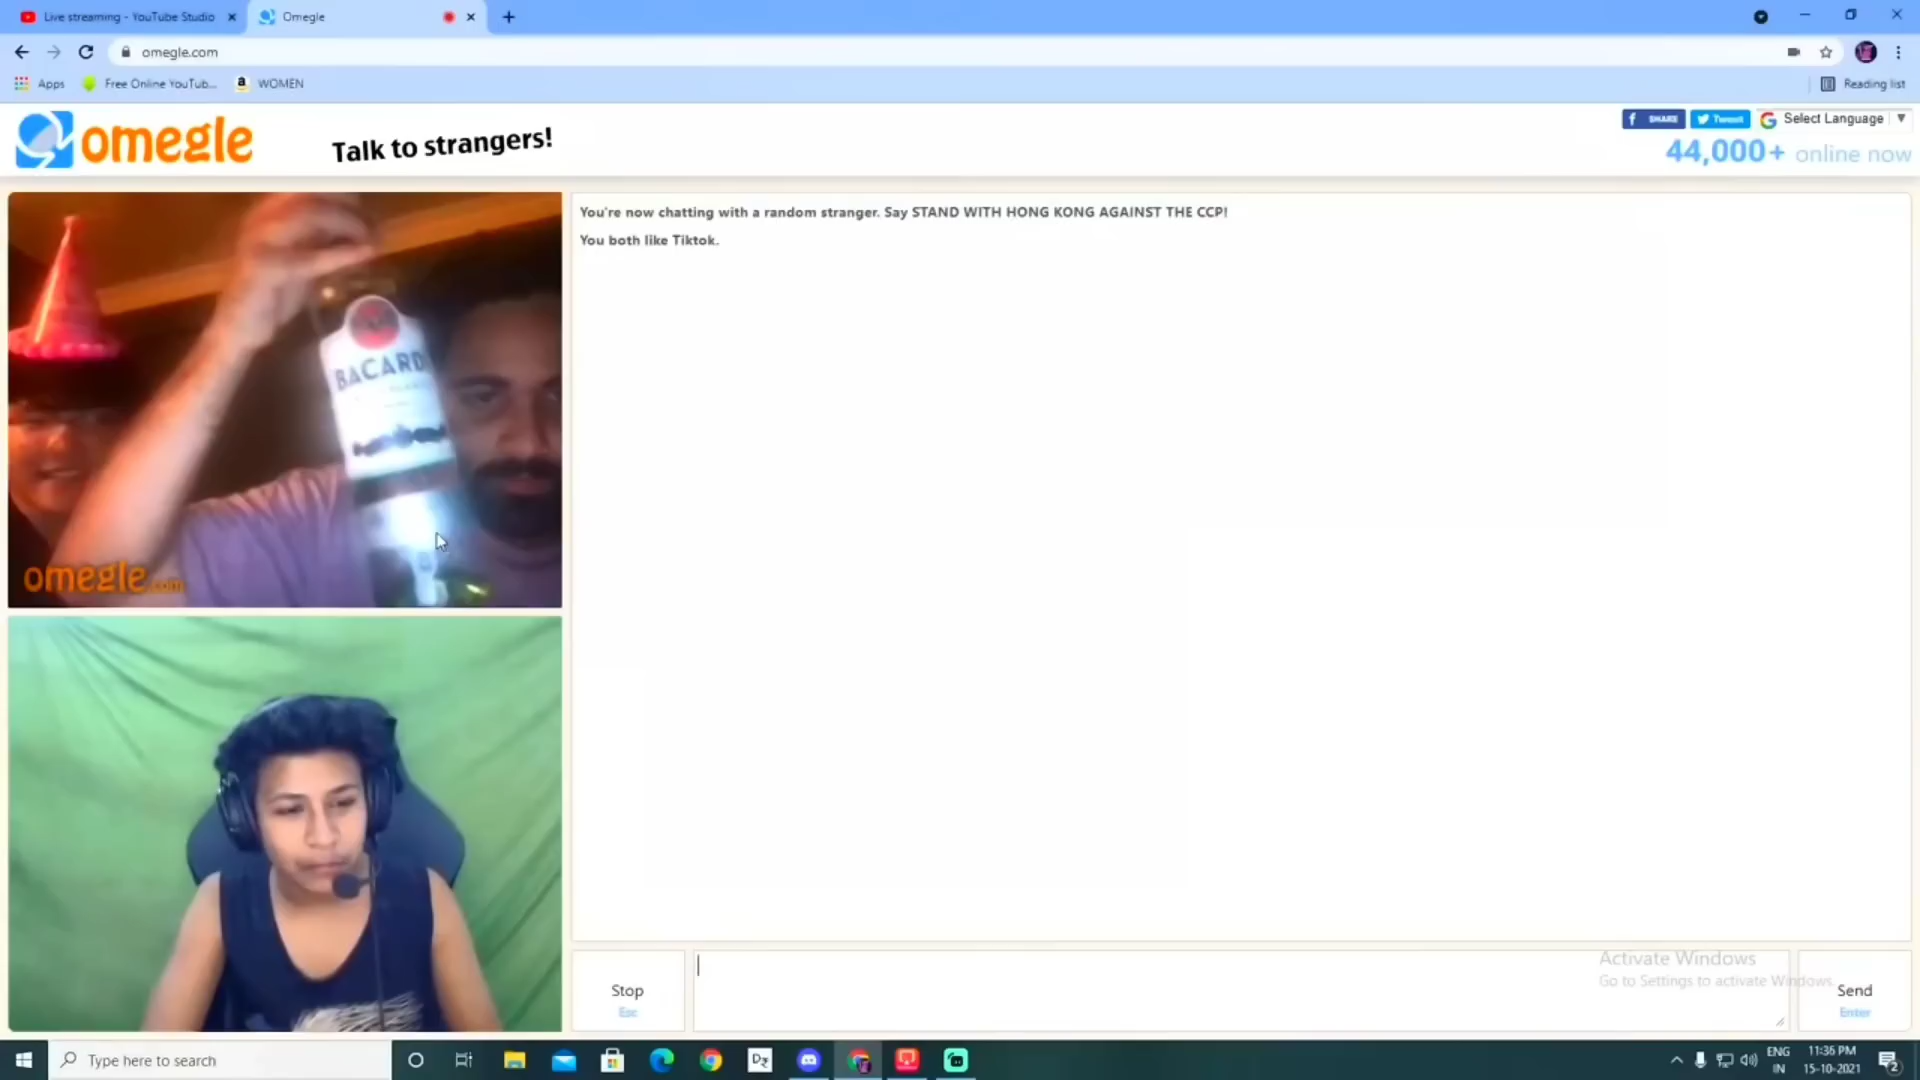 Live streaming - YouTube Studio
Omegle
omegle.com
Apps
Free Online YouTub...
WOMEN
Reading list
omegle
Talk to strangers!
SHARE
Tweet
Select Language
44,000+ online now
You're now chatting with a random stranger. Say STAND WITH HONG KONG AGAINST THE CCP!
You both like Tiktok.
BACARDI
omegle.com
Activate Windows
Go to Settings to activate Windows.
Stop
Esc
Send
Enter
Type here to search
ENG
IN
11:36 PM
15-10-2021
2